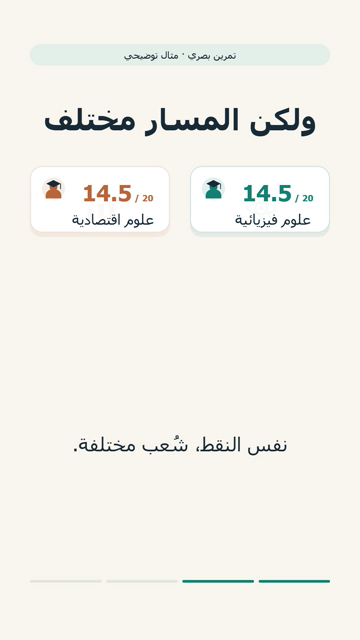 تمرين بصري · مثال توضيحي
ولكن المسار مختلف
14.5 / 20
علوم فيزيائية
14.5 / 20
علوم اقتصادية
نفس النقط، شُعب مختلفة.